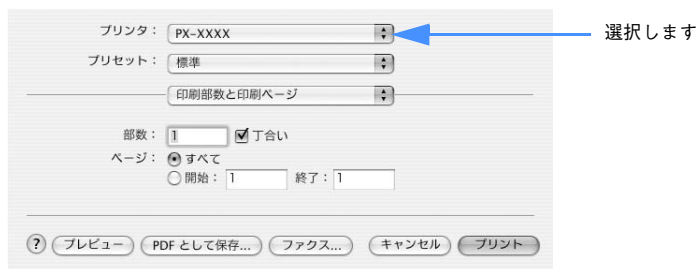 プリンタ： PX-XXXX 選択します
プリセット： 標準
印刷部数と印刷ページ
部数： 1 丁合い
ページ： すべて
開始： 1 終了： 1
? プレビュー PDF として保存... ファクス... キャンセル プリント